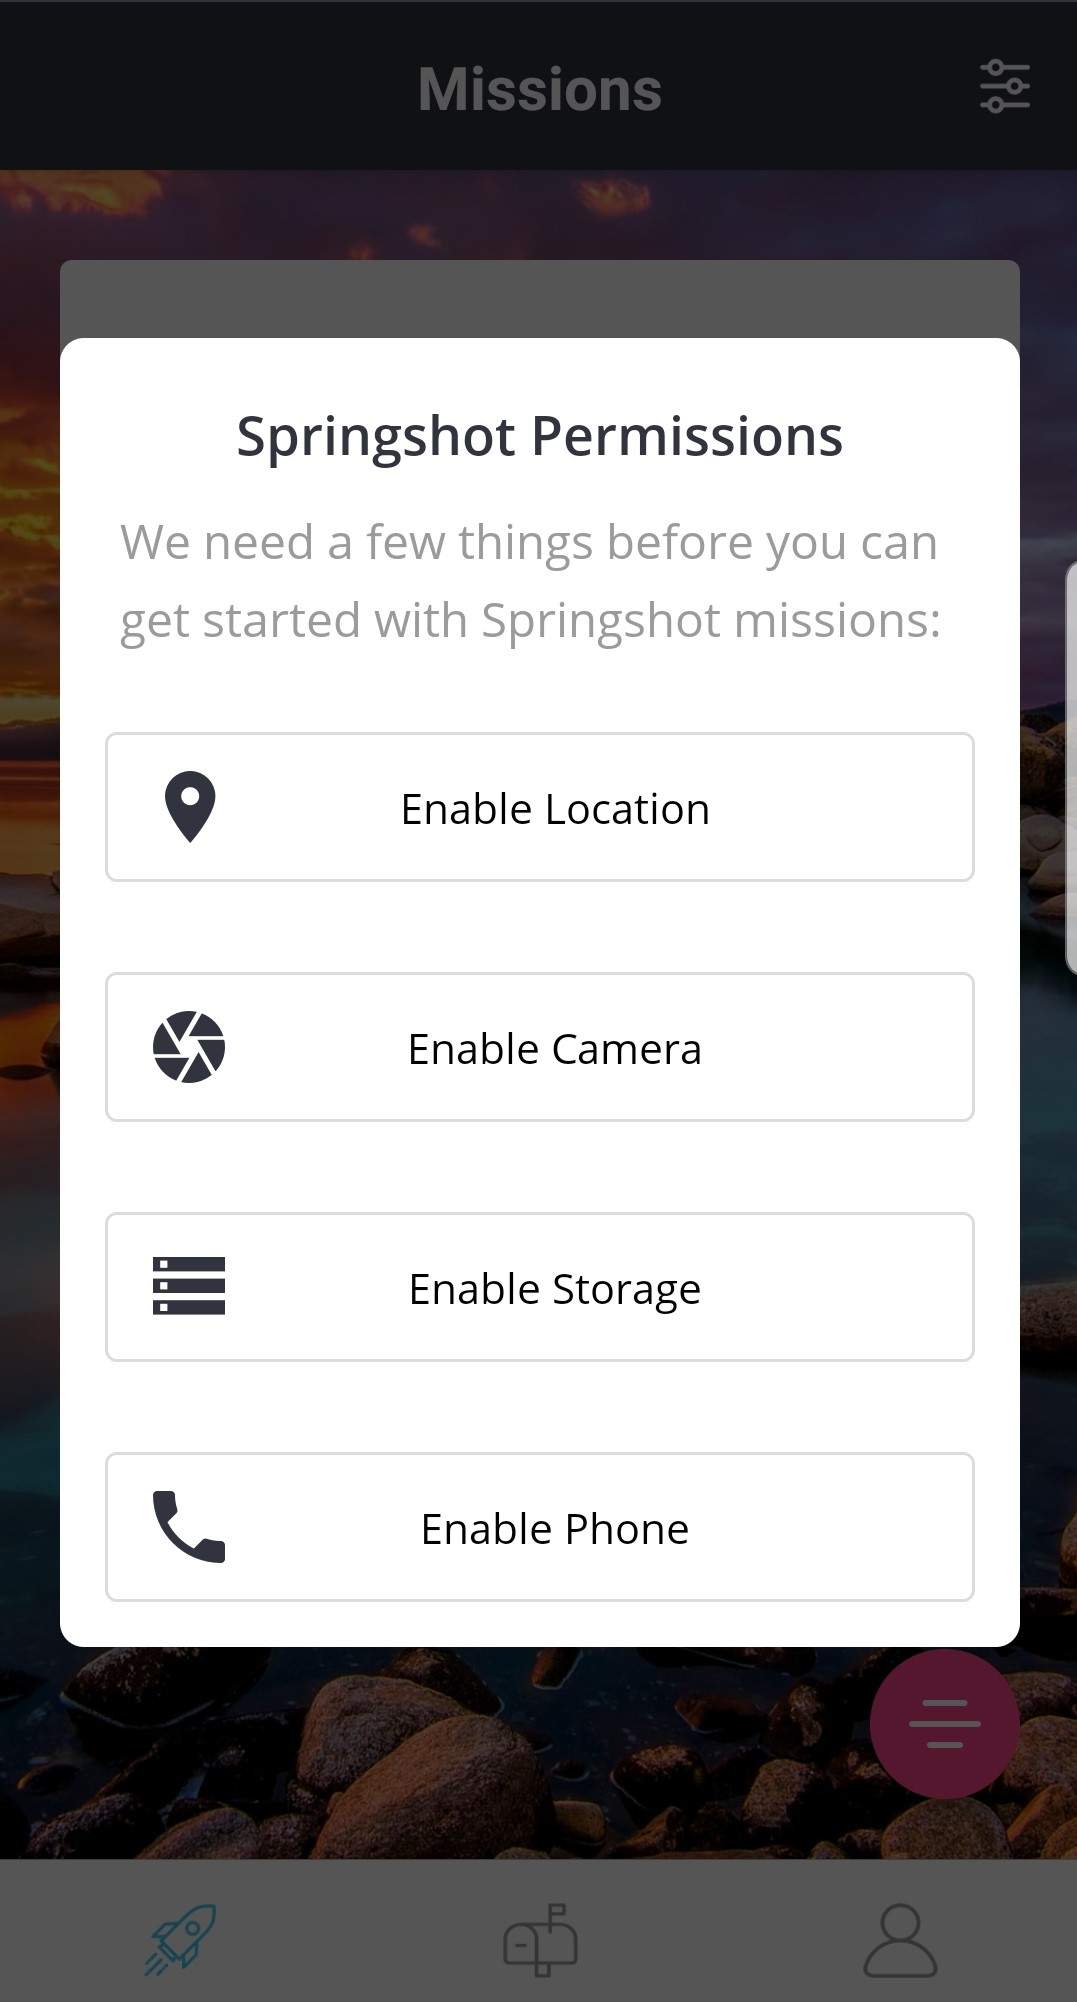 Missions
Springshot Permissions
We need a few things before you can
get started with Springshot missions:
Enable Location
Enable Camera
Enable Storage
Enable Phone